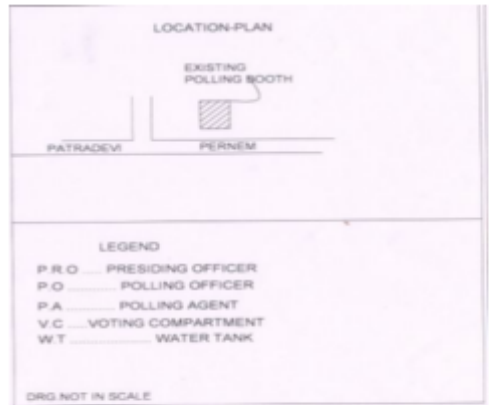 LOCATION-PLAN
EXISTING
POLLING BOOTH
PATRADEVI PERNEM
LEGEND
P.R.O .... PRESIDING OFFICER
P.O .............. POLLING OFFICER
P.A .............. POLLING AGENT
V.C .....VOTING COMPARTMENT
W.T ........................ WATER TANK
DRG.NOT IN SCALE